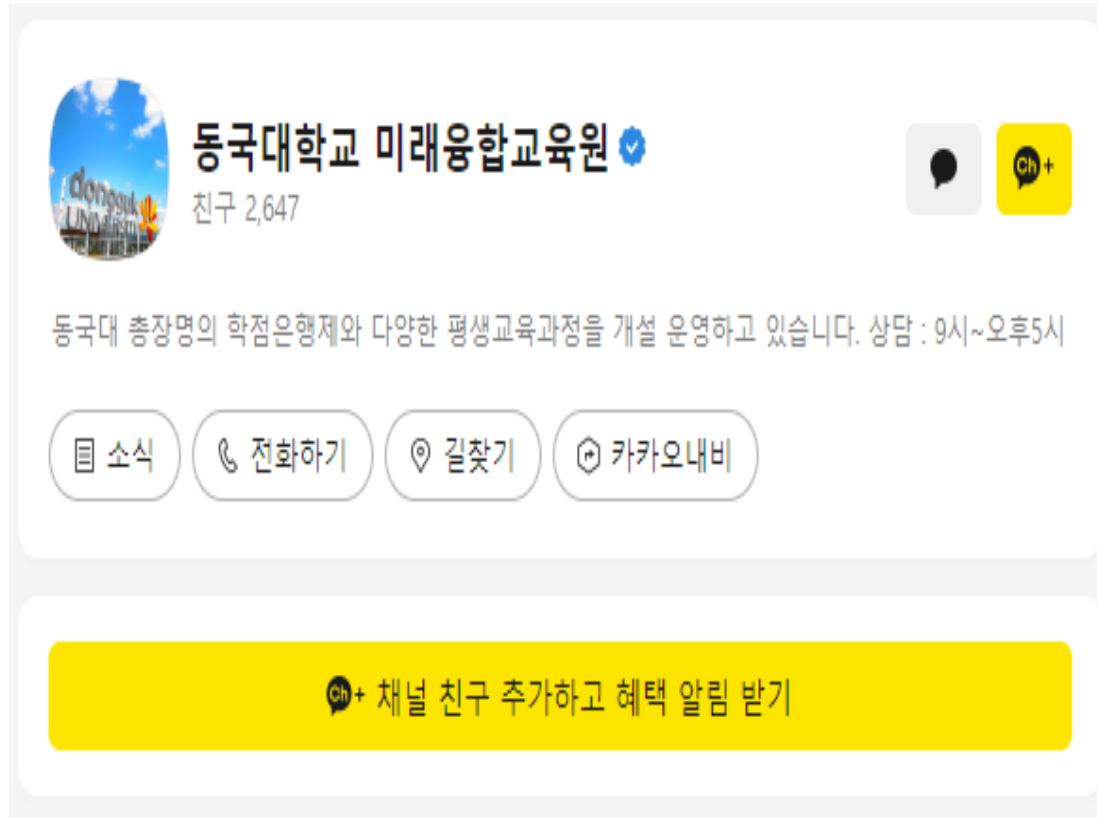 동국대학교 미래융합교육원
친구 2,647
Ch+
dongguk
UNIVERSITY
동국대 총장명의 학점은행제와 다양한 평생교육과정을 개설 운영하고 있습니다. 상담 : 9시~오후5시
소식
전화하기
길찾기
카카오내비
Ch+ 채널 친구 추가하고 혜택 알림 받기